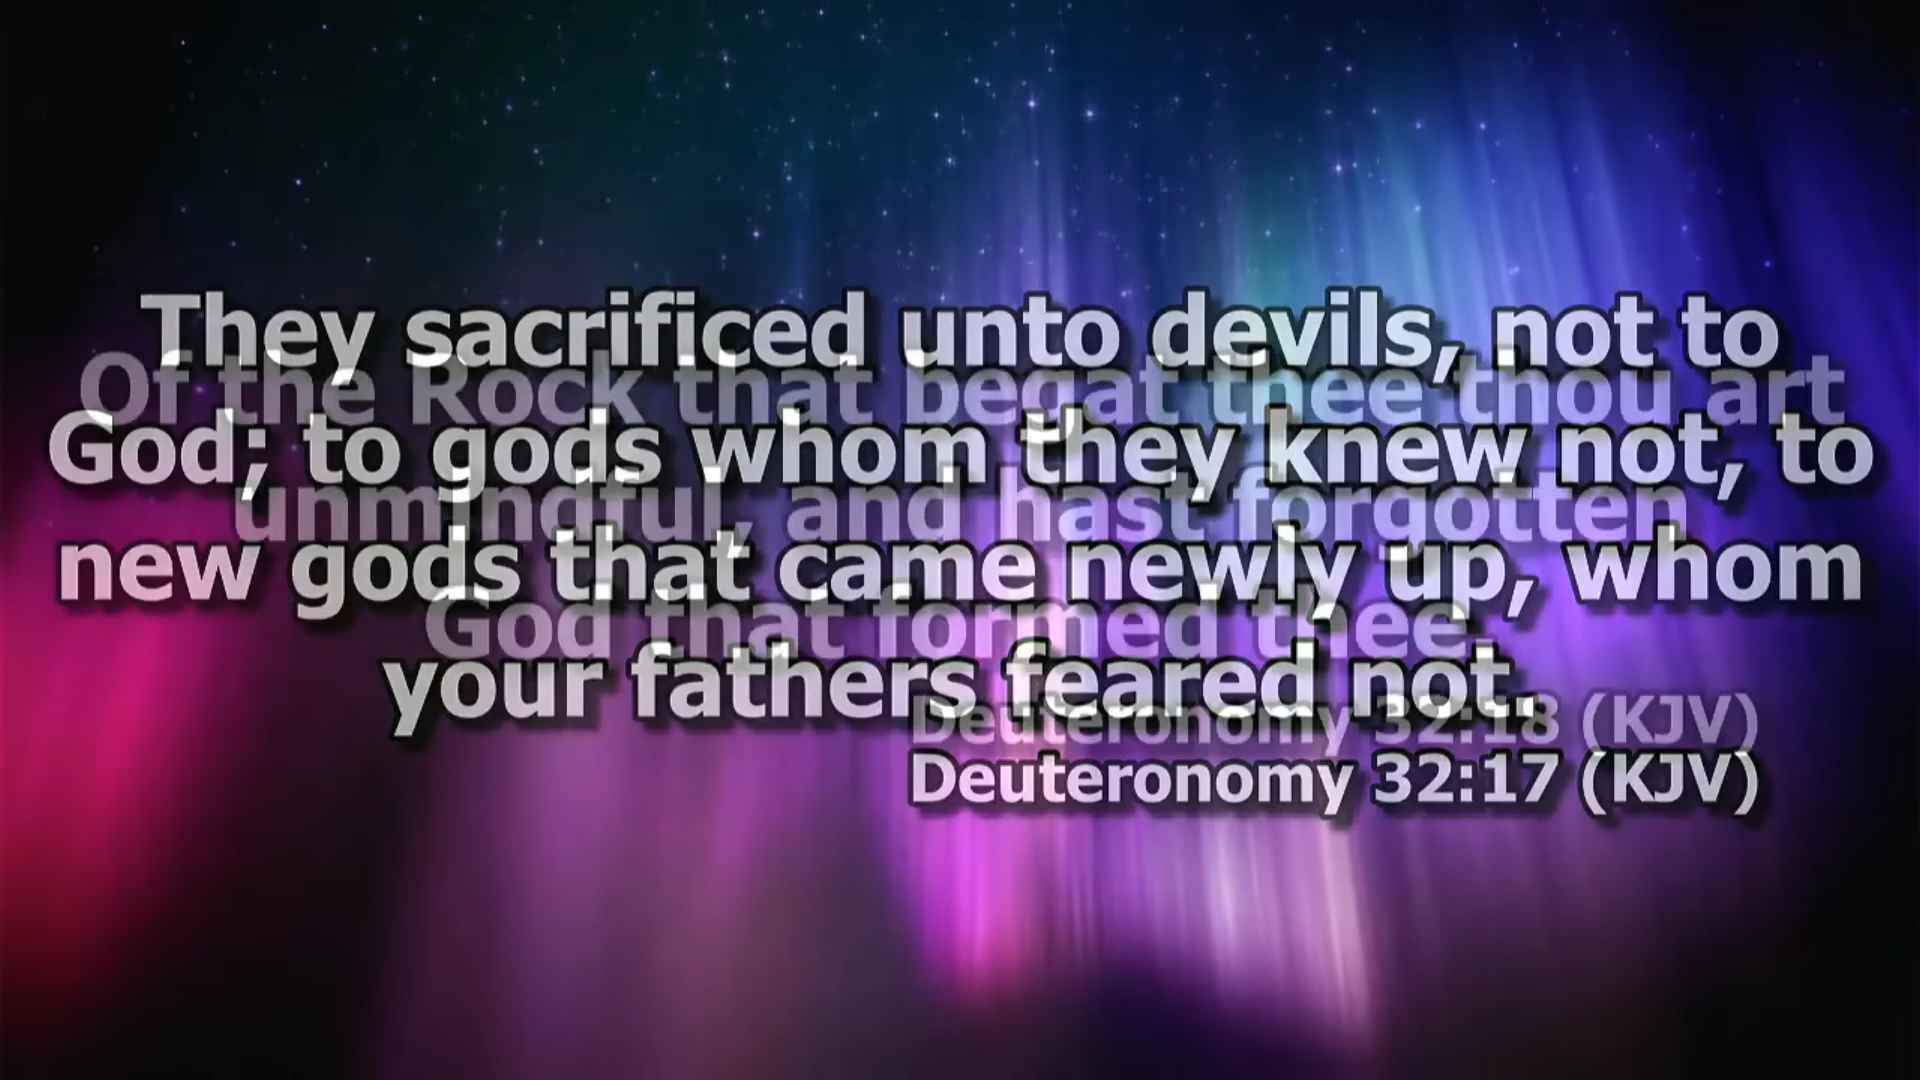 They sacrificed unto devils, not to
God; to gods whom they knew not, to
new gods that came newly up, whom
your fathers feared not.
Deuteronomy 32:17 (KJV)
Of the Rock that begat thee thou art
unmindful, and hast forgotten
God that formed thee.
Deuteronomy 32:18 (KJV)